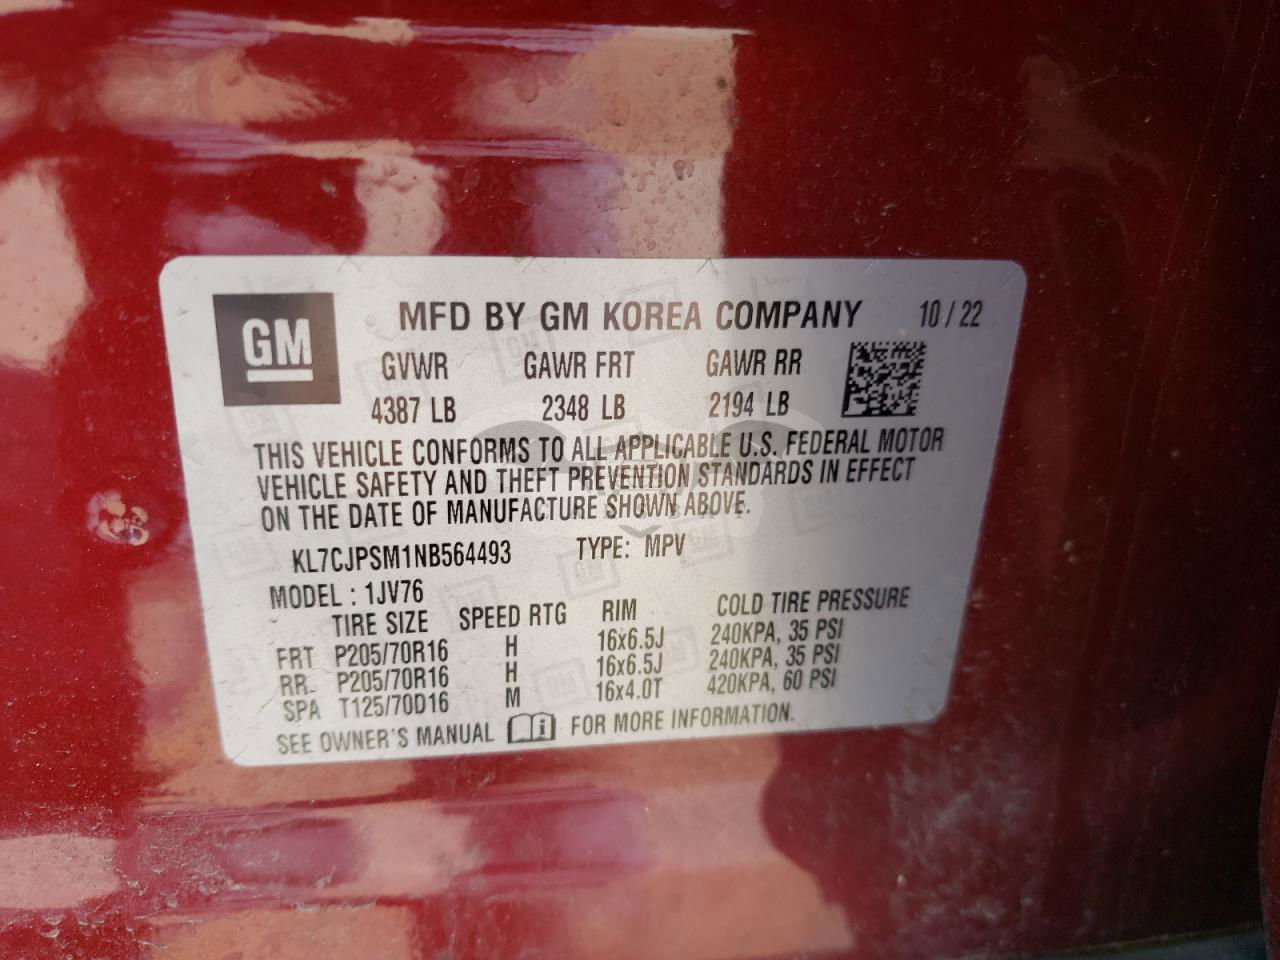 GM
MFD BY GM KOREA COMPANY 10/22
GVWR GAWR FRT GAWR RR
4387 LB 2348 LB 2194 LB
THIS VEHICLE CONFORMS TO ALL APPLICABLE U.S. FEDERAL MOTOR
VEHICLE SAFETY AND THEFT PREVENTION STANDARDS IN EFFECT
ON THE DATE OF MANUFACTURE SHOWN ABOVE.
KL7CJPSM1NB564493 TYPE: MPV
MODEL : 1JV76
TIRE SIZE SPEED RTG RIM COLD TIRE PRESSURE
FRT P205/70R16 H 16x6.5J 240KPA, 35 PSI
RR P205/70R16 H 16x6.5J 240KPA, 35 PSI
SPA T125/70D16 M 16x4.0T 420KPA, 60 PSI
SEE OWNER'S MANUAL i FOR MORE INFORMATION.